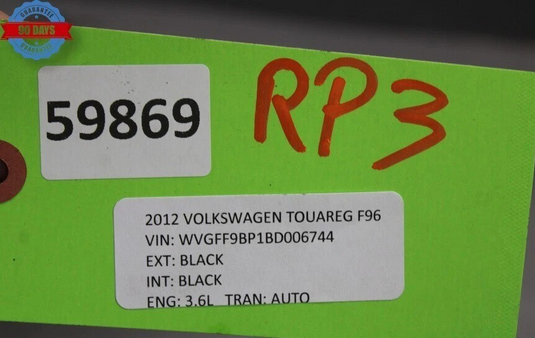 GUARANTEE
90 DAYS
59869
RP3
2012 VOLKSWAGEN TOUAREG F96
VIN: WVGFF9BP1BD006744
EXT: BLACK
INT: BLACK
ENG: 3.6L TRAN: AUTO